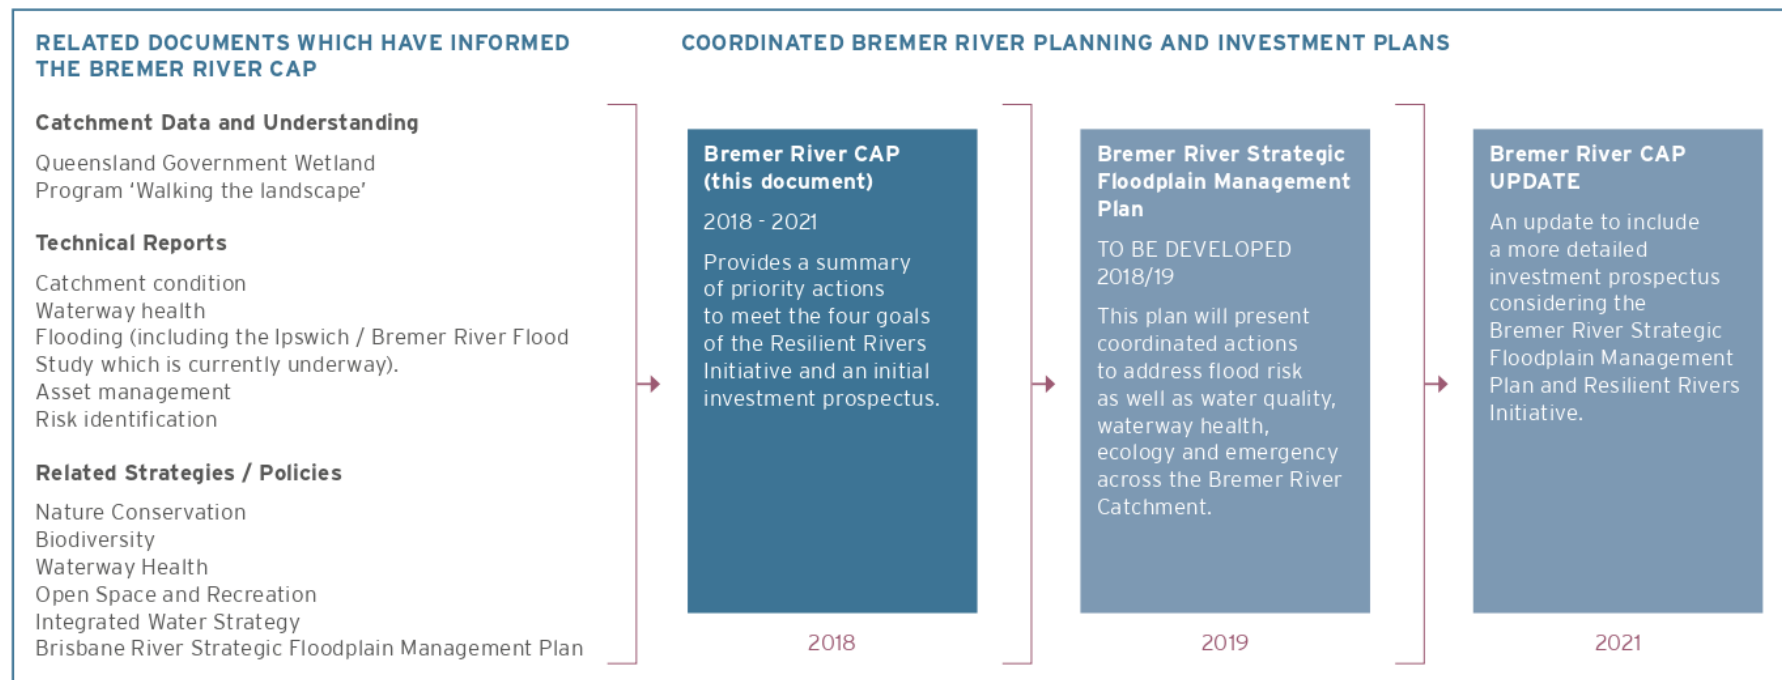 RELATED DOCUMENTS WHICH HAVE INFORMED
THE BREMER RIVER CAP
Catchment Data and Understanding
Queensland Government Wetland
Program ‘Walking the landscape’
Technical Reports
Catchment condition
Waterway health
Flooding (including the Ipswich / Bremer River Flood
Study which is currently underway).
Asset management
Risk identification
Related Strategies / Policies
Nature Conservation
Biodiversity
Waterway Health
Open Space and Recreation
Integrated Water Strategy
Brisbane River Strategic Floodplain Management Plan
COORDINATED BREMER RIVER PLANNING AND INVESTMENT PLANS
Bremer River CAP
(this document)
2018 - 2021
Provides a summary
of priority actions
to meet the four goals
of the Resilient Rivers
Initiative and an initial
investment prospectus.
2018
Bremer River Strategic
Floodplain Management
Plan
TO BE DEVELOPED
2018/19
This plan will present
coordinated actions
to address flood risk
as well as water quality,
waterway health,
ecology and emergency
across the Bremer River
Catchment.
2019
Bremer River CAP
UPDATE
An update to include
a more detailed
investment prospectus
considering the
Bremer River Strategic
Floodplain Management
Plan and Resilient Rivers
Initiative.
2021